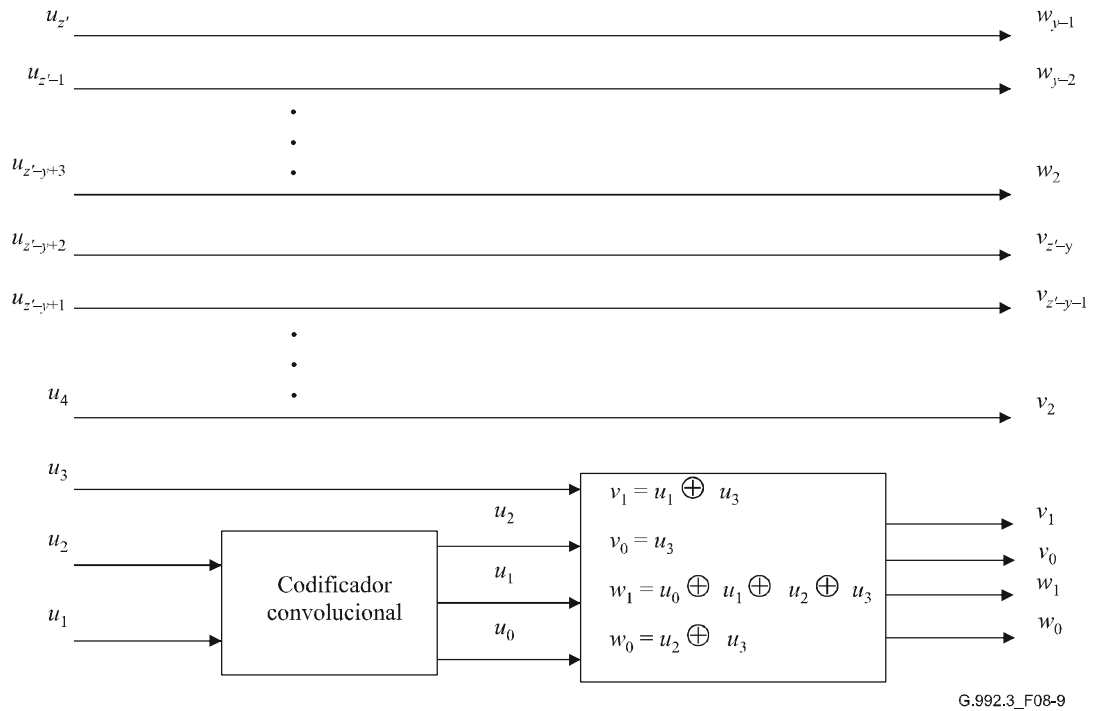 u_{z′} w_{y–1}
u_{z′–1} w_{y–2}
u_{z′–y+3} w_2
u_{z′–y+2} v_{z′–y}
u_{z′–y+1} v_{z′–y–1}
u_4 v_2
u_3
u_2
u_1
Codificador
convolucional
u_2
u_1
u_0
v_1 = u_1 ⊕ u_3
v_0 = u_3
w_1 = u_0 ⊕ u_1 ⊕ u_2 ⊕ u_3
w_0 = u_2 ⊕ u_3
v_1
v_0
w_1
w_0
G.992.3_F08-9